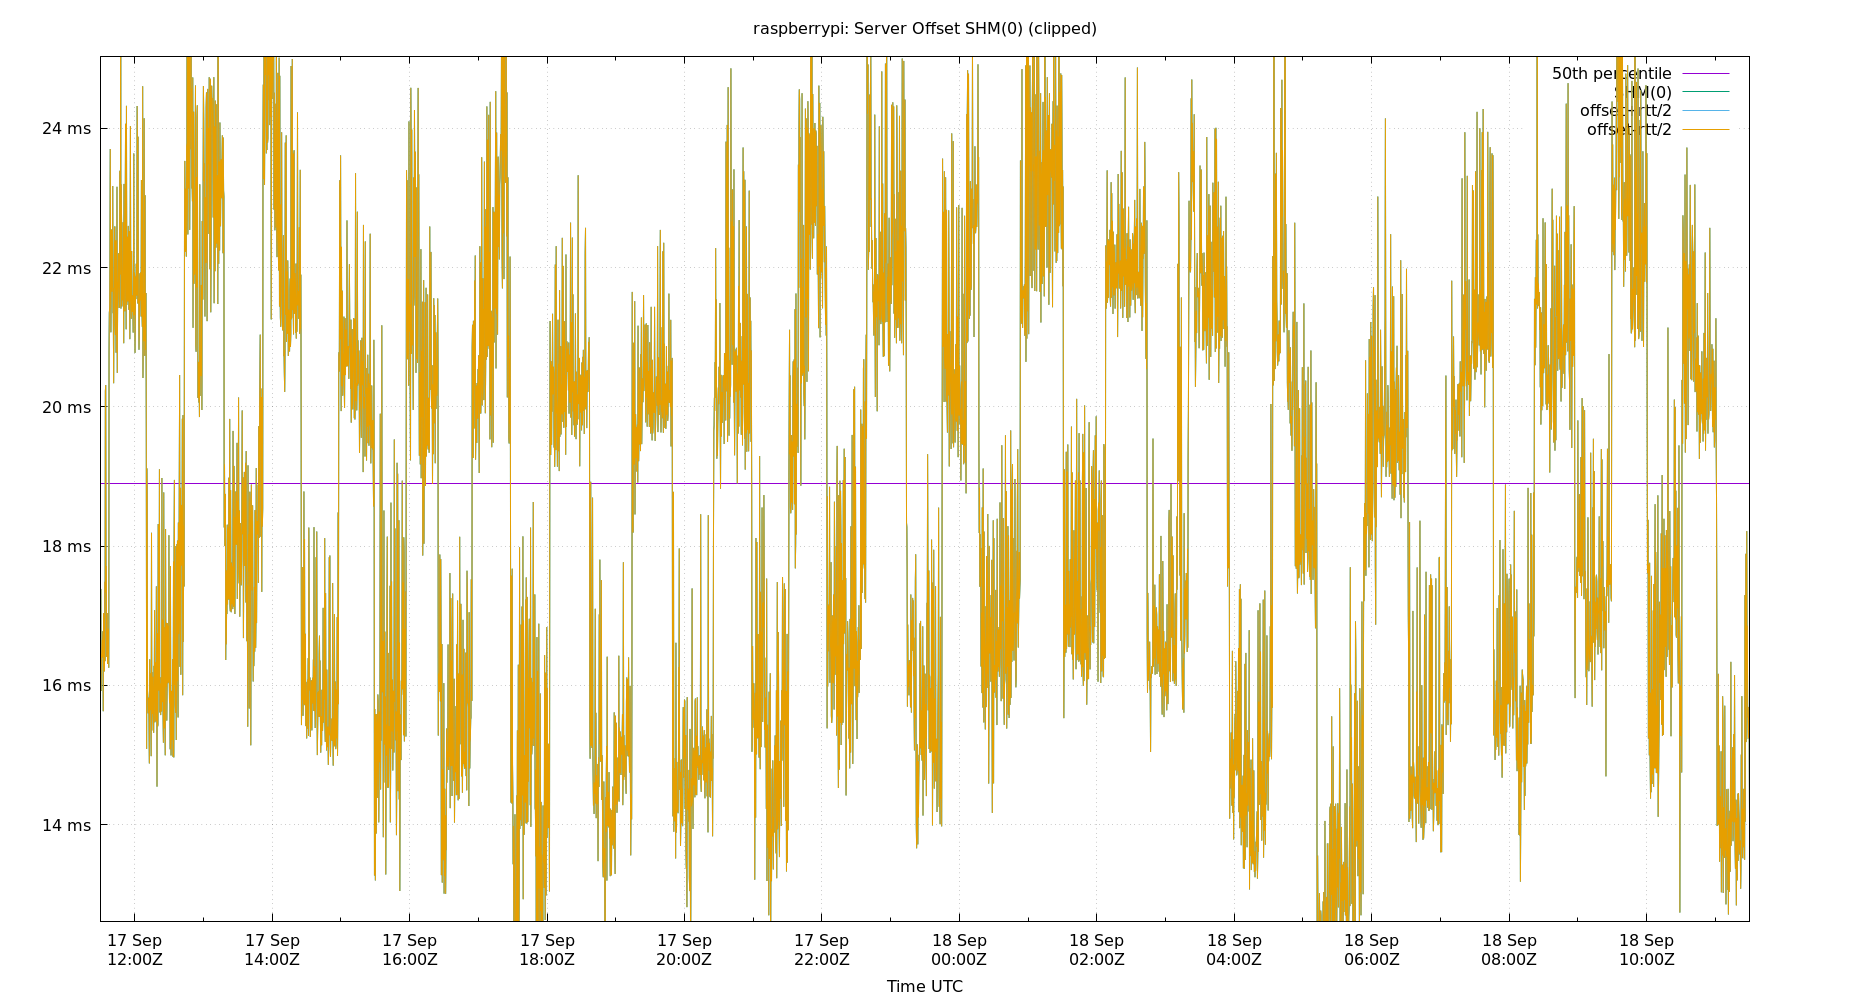 raspberrypi: Server Offset SHM(0) (clipped)
50th percentile
SHM(0)
offset-rtt/2
offset-rtt/2
24 ms
22 ms
20 ms
18 ms
16 ms
14 ms
17 Sep 17 Sep 17 Sep 17 Sep 17 Sep 17 Sep 18 Sep 18 Sep 18 Sep 18 Sep 18 Sep 18 Sep
12:00Z 14:00Z 16:00Z 18:00Z 20:00Z 22:00Z 00:00Z 02:00Z 04:00Z 06:00Z 08:00Z 10:00Z
Time UTC